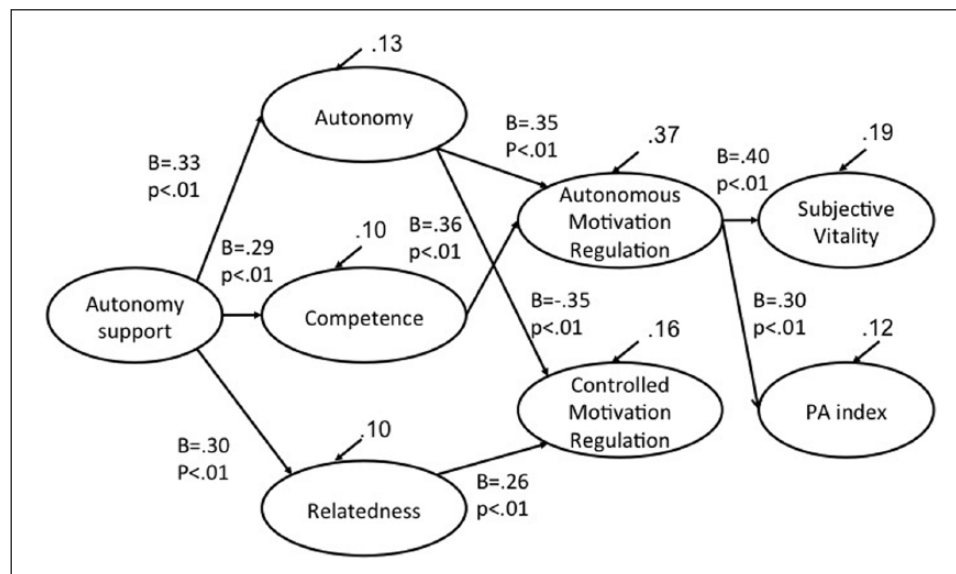 .13
Autonomy
B=.33
p<.01
B=.35
P<.01
.37
Autonomous
Motivation
Regulation
B=.40
p<.01
.19
Subjective
Vitality
B=.29
p<.01
.10
Competence
B=.36
p<.01
Autonomy
support
B=-.35
p<.01
.16
Controlled
Motivation
Regulation
B=.30
p<.01
.12
PA index
B=.30
P<.01
.10
Relatedness
B=.26
p<.01